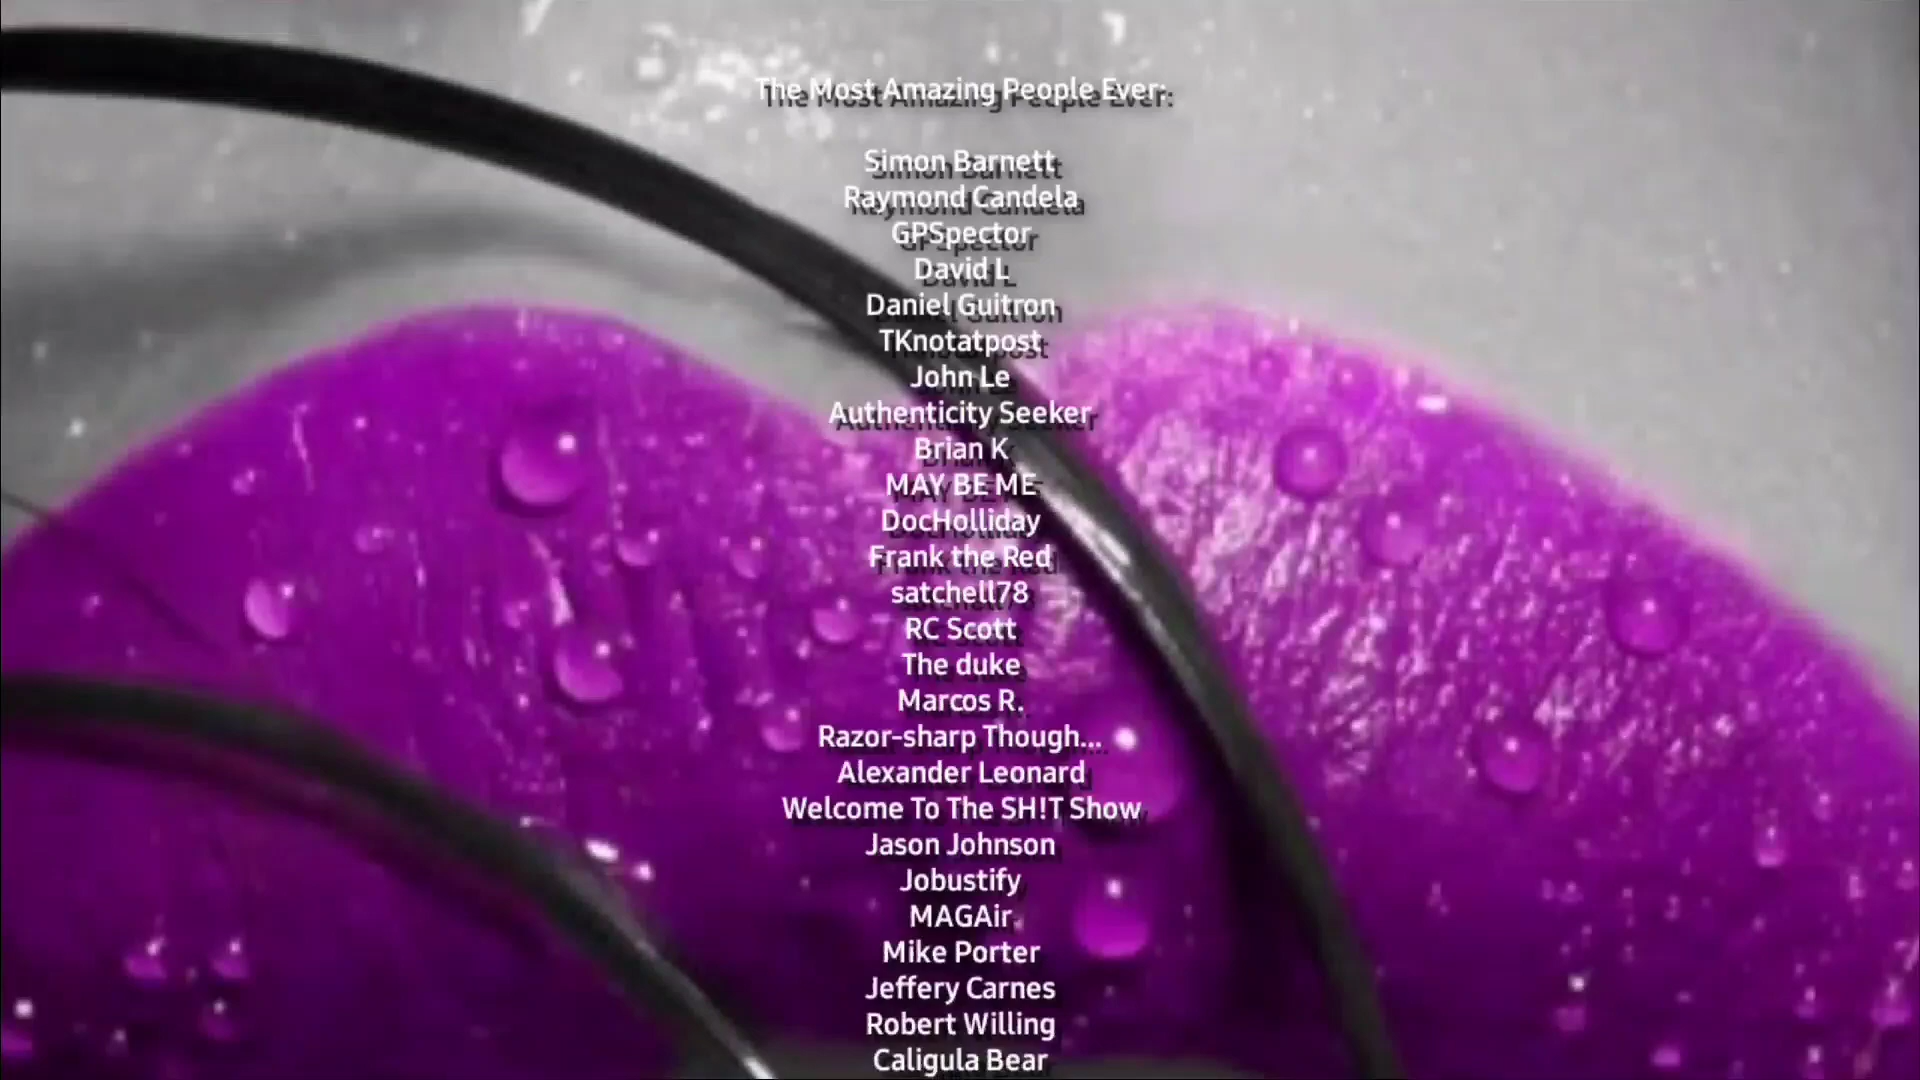 The Most Amazing People Ever:
Simon Barnett
Raymond Candela
GPSpector
David L
Daniel Guitron
TKnotatpost
John Le
Authenticity Seeker
Brian K
MAY BE ME
DocHolliday
Frank the Red
satchell78
RC Scott
The duke
Marcos R.
Razor-sharp Though...
Alexander Leonard
Welcome To The SH!T Show
Jason Johnson
Jobustify
MAGAir
Mike Porter
Jeffery Carnes
Robert Willing
Caligula Bear